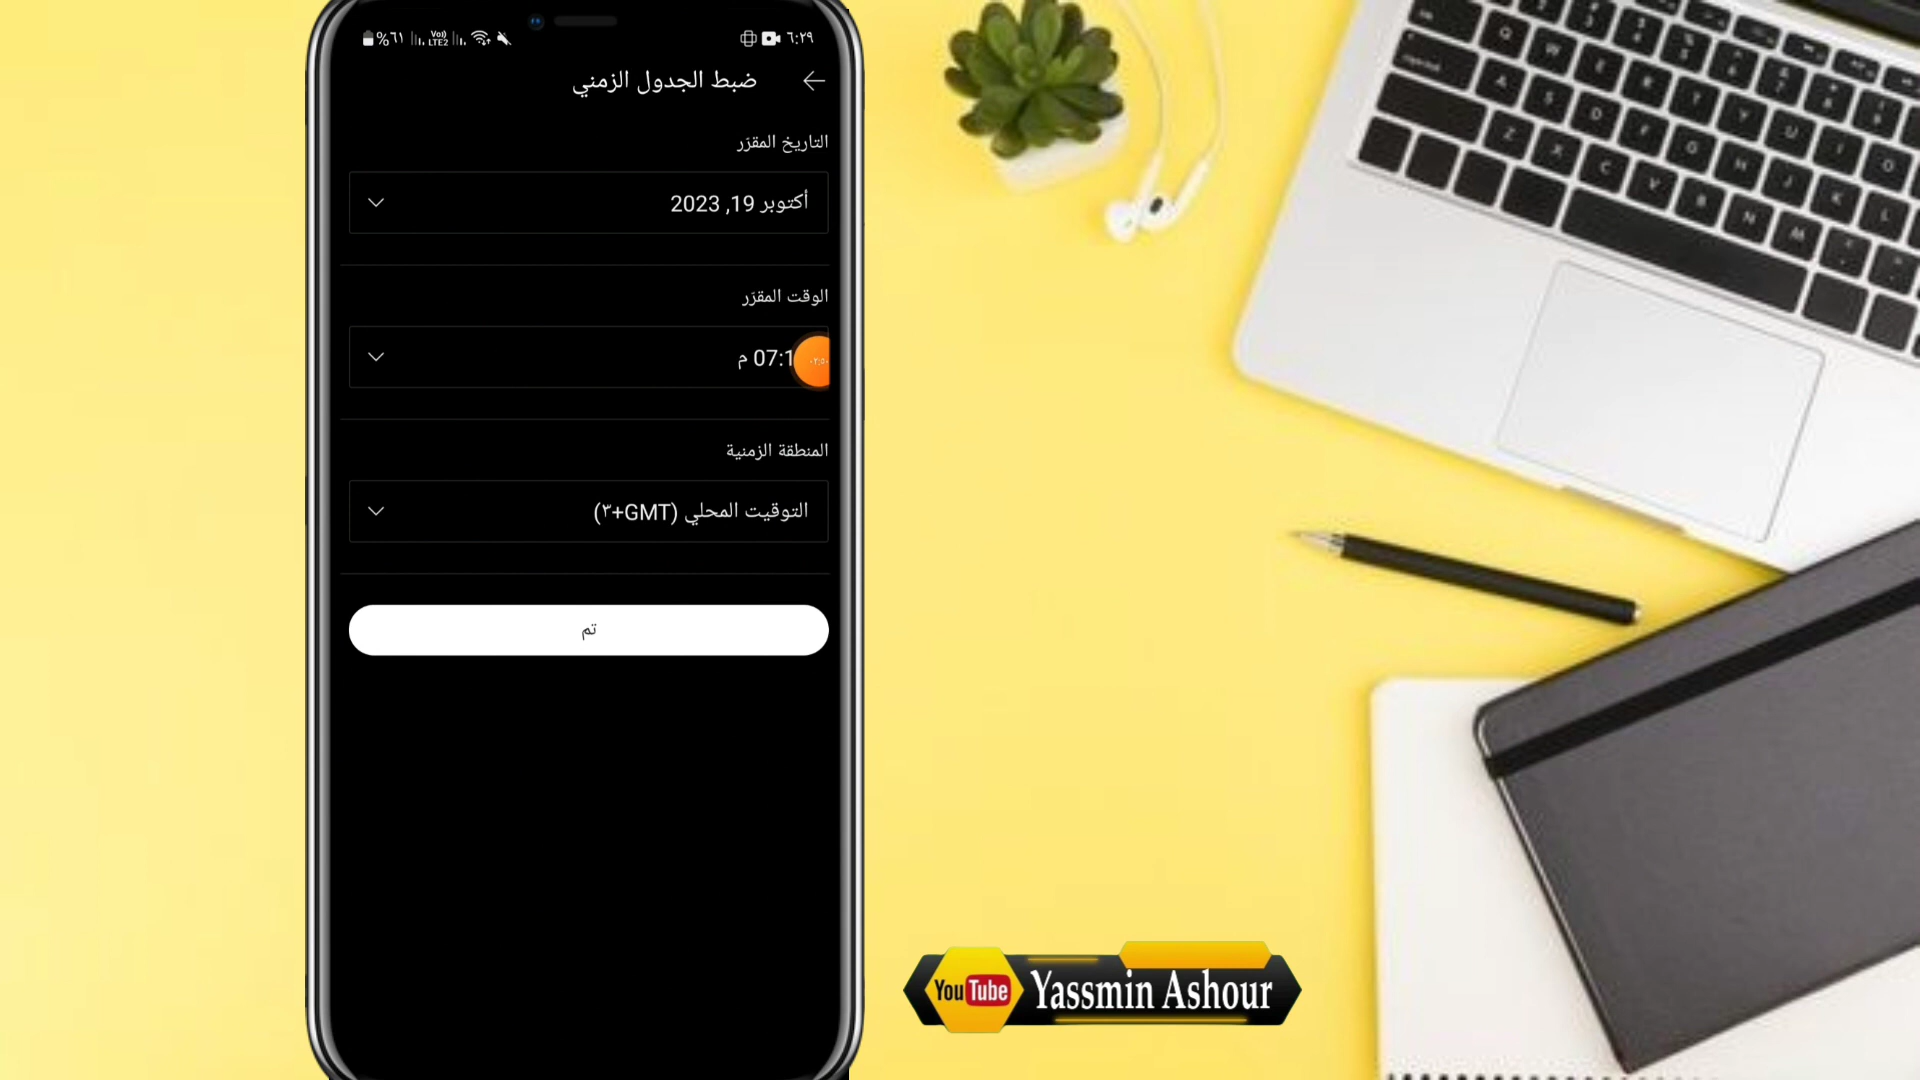 ٦:٢٩
%٦١
ضبط الجدول الزمني
التاريخ المقرّر
أكتوبر 19, 2023
الوقت المقرّر
07:1 م
المنطقة الزمنية
التوقيت المحلي (GMT+٣)
تم
YouTube Yassmin Ashour